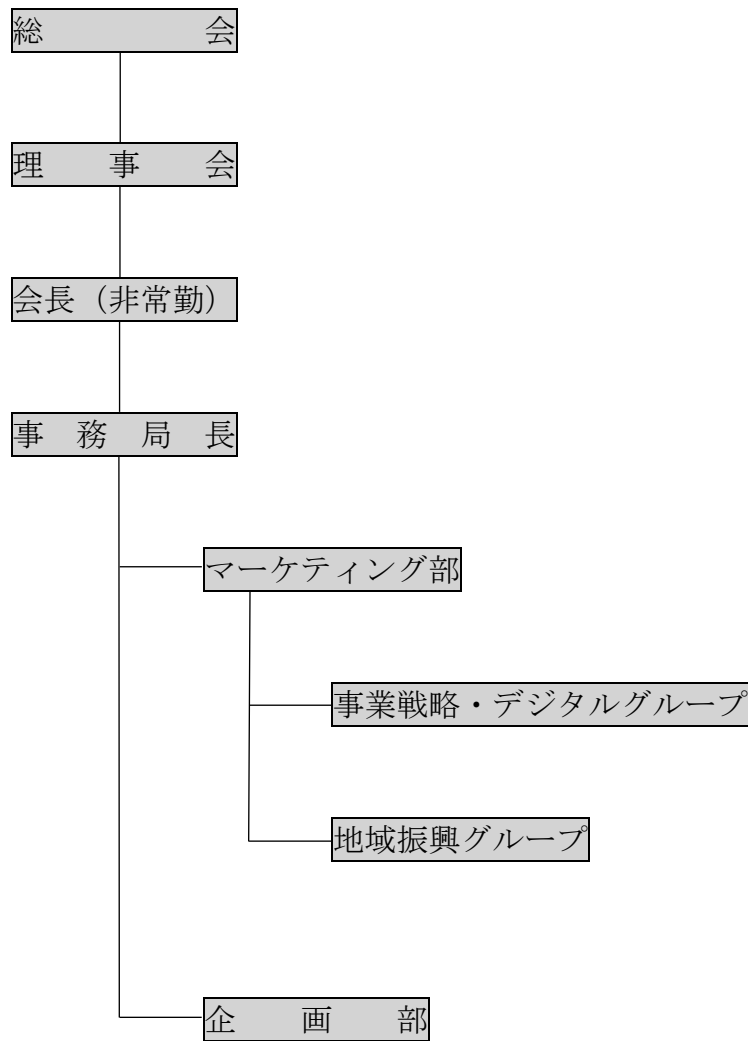 総会
理事会
会長（非常勤）
事務局長
マーケティング部
事業戦略・デジタルグループ
地域振興グループ
企画部